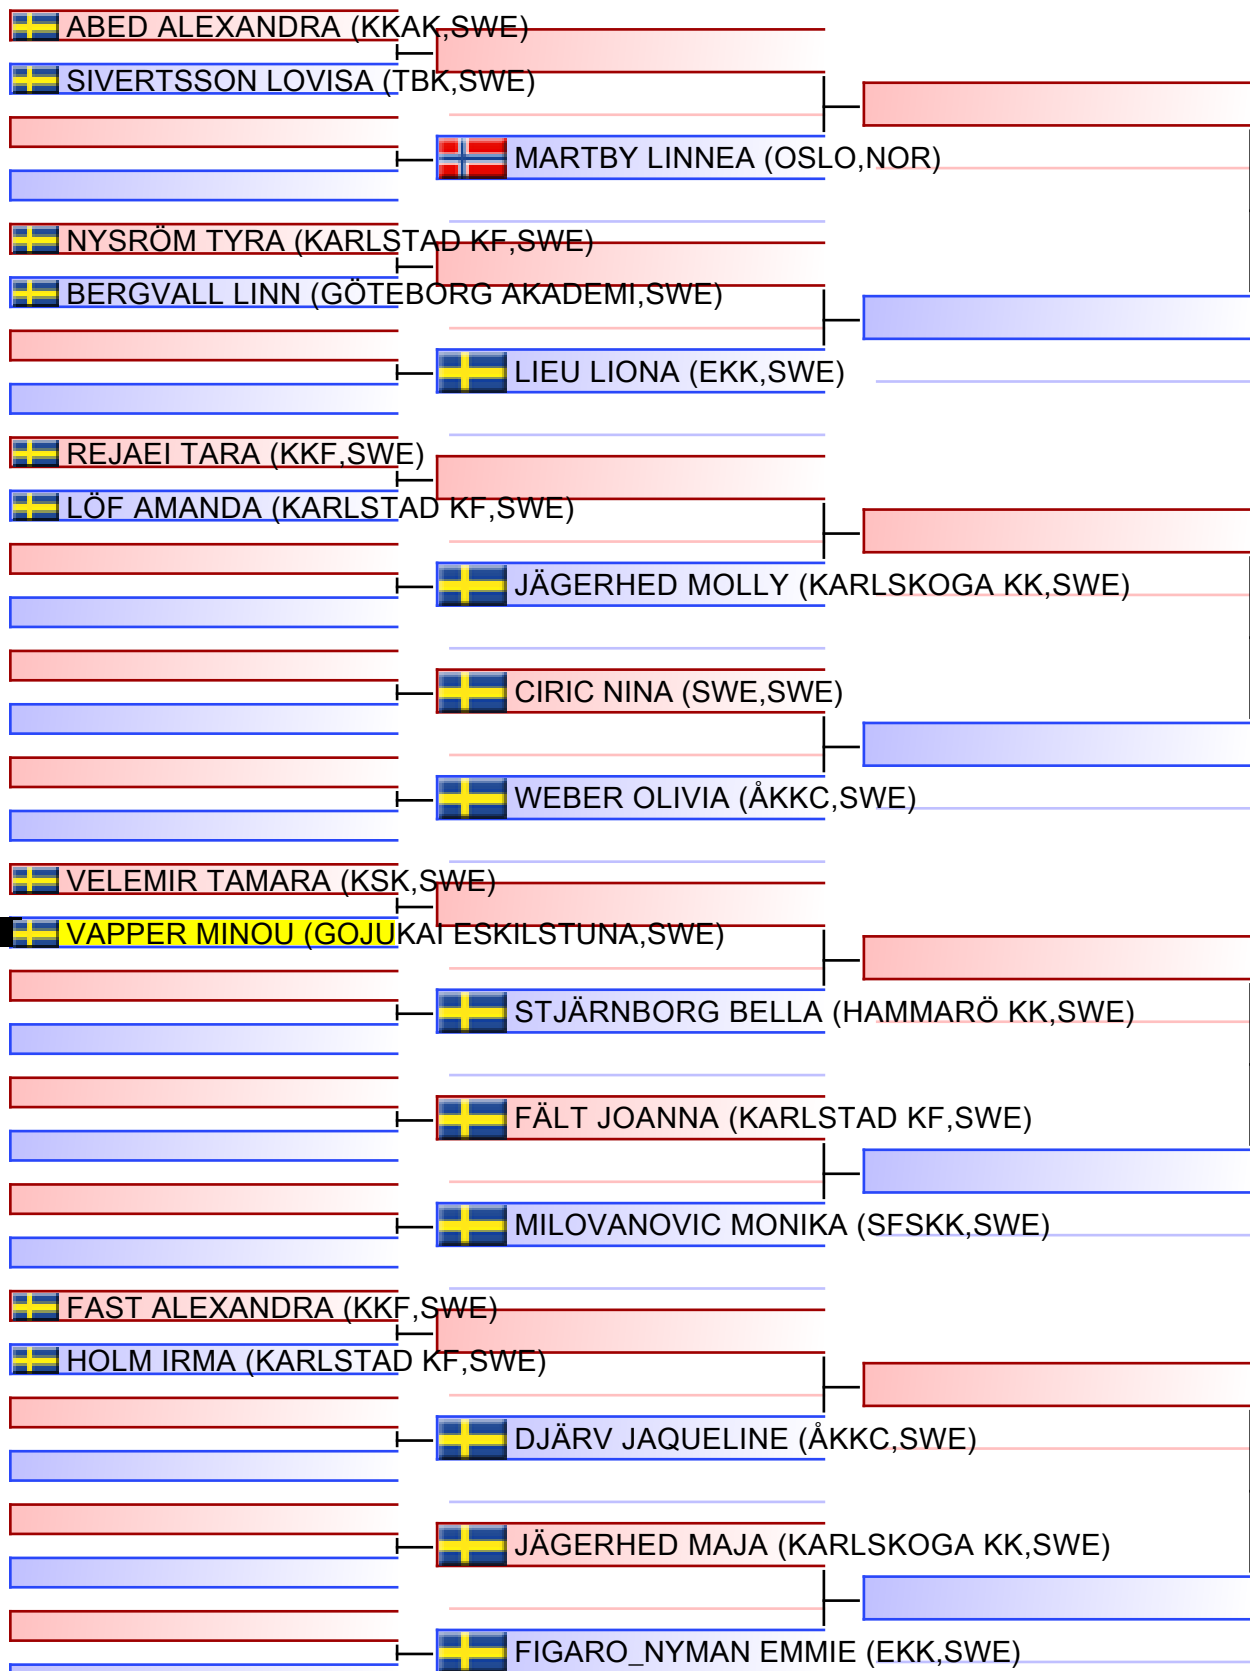 ABED ALEXANDRA (KKAK,SWE)
SIVERTSSON LOVISA (TBK,SWE)
MARTBY LINNEA (OSLO,NOR)
NYSRÖM TYRA (KARLSTAD KF,SWE)
BERGVALL LINN (GÖTEBORG AKADEMI,SWE)
LIEU LIONA (EKK,SWE)
REJAEI TARA (KKF,SWE)
LÖF AMANDA (KARLSTAD KF,SWE)
JÄGERHED MOLLY (KARLSKOGA KK,SWE)
CIRIC NINA (SWE,SWE)
WEBER OLIVIA (ÅKKC,SWE)
VELEMIR TAMARA (KSK,SWE)
VAPPER MINOU (GOJUKAI ESKILSTUNA,SWE)
STJÄRNBORG BELLA (HAMMARÖ KK,SWE)
FÄLT JOANNA (KARLSTAD KF,SWE)
MILOVANOVIC MONIKA (SFSKK,SWE)
FAST ALEXANDRA (KKF,SWE)
HOLM IRMA (KARLSTAD KF,SWE)
DJÄRV JAQUELINE (ÅKKC,SWE)
JÄGERHED MAJA (KARLSKOGA KK,SWE)
FIGARO_NYMAN EMMIE (EKK,SWE)